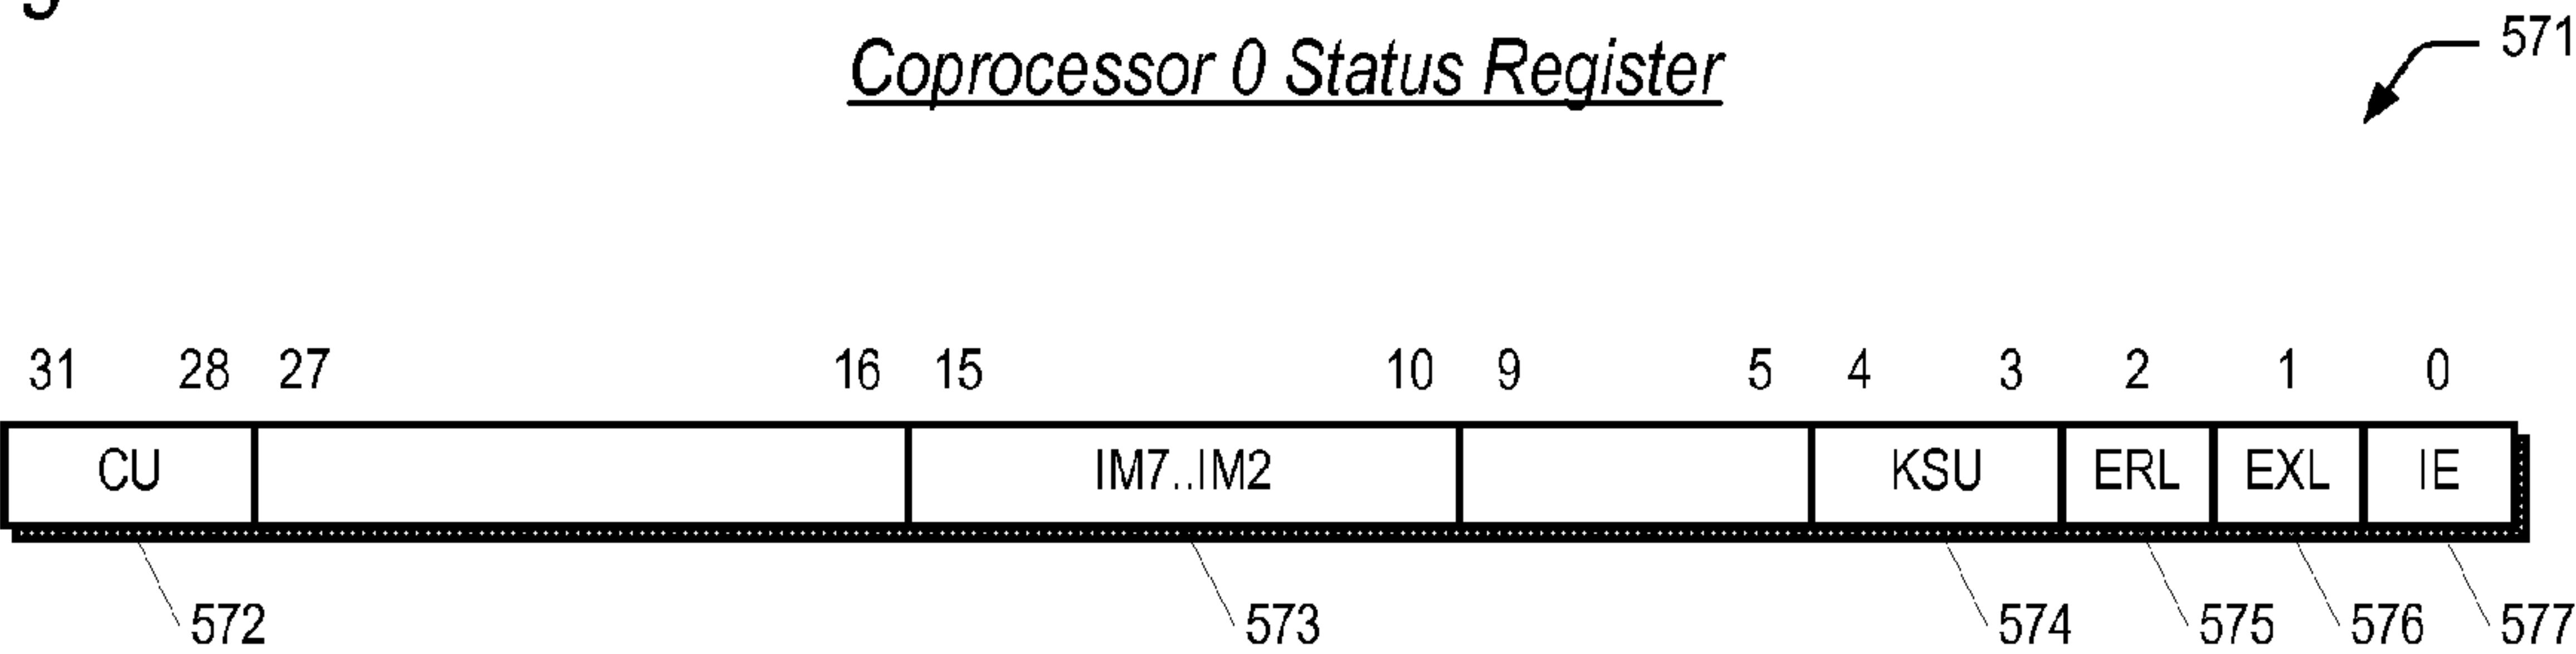 571
Coprocessor 0 Status Register
31 28 27 16 15 10 9 5 4 3 2 1 0
CU IM7..IM2 KSU ERL EXL IE
572 573 574 575 576 577